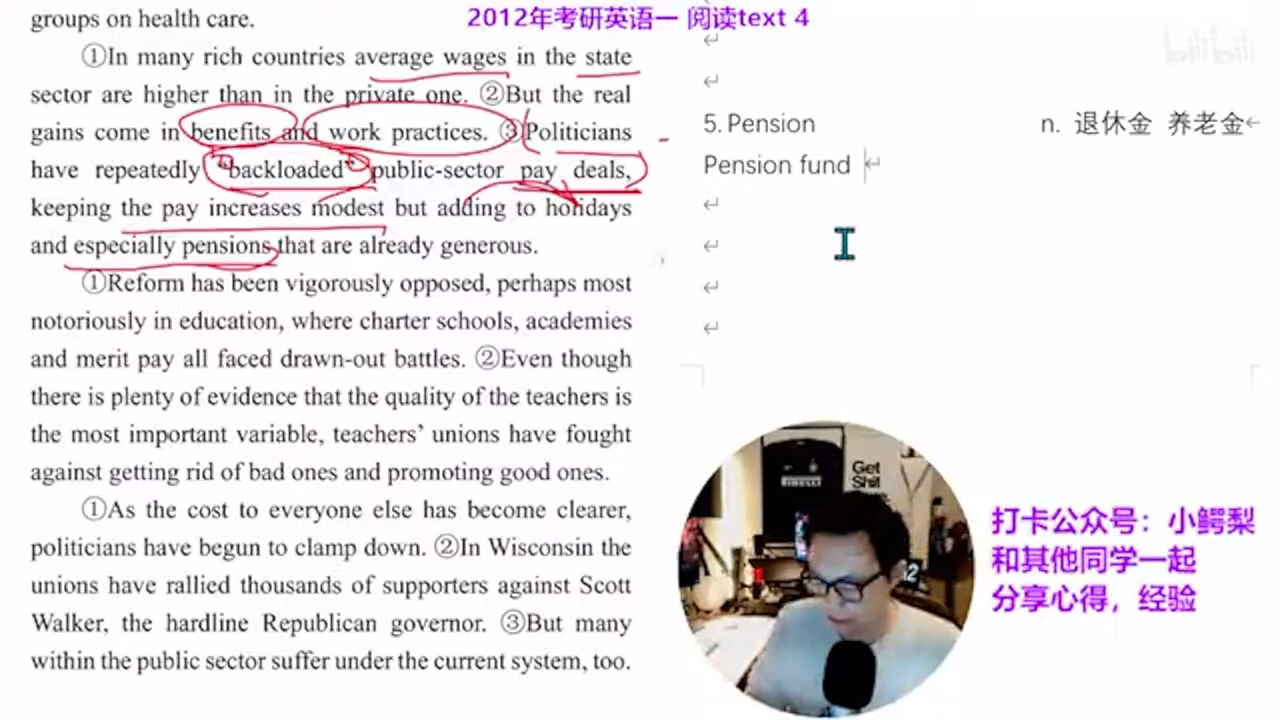 2012年考研英语一 阅读text 4
groups on health care.
①In many rich countries average wages in the state
sector are higher than in the private one. ②But the real
gains come in benefits and work practices. ③Politicians
have repeatedly "backloaded" public-sector pay deals,
keeping the pay increases modest but adding to holidays
and especially pensions that are already generous.
①Reform has been vigorously opposed, perhaps most
notoriously in education, where charter schools, academies
and merit pay all faced drawn-out battles. ②Even though
there is plenty of evidence that the quality of the teachers is
the most important variable, teachers' unions have fought
against getting rid of bad ones and promoting good ones.
①As the cost to everyone else has become clearer,
politicians have begun to clamp down. ②In Wisconsin the
unions have rallied thousands of supporters against Scott
Walker, the hardline Republican governor. ③But many
within the public sector suffer under the current system, too.
bilibili
5. Pension n. 退休金 养老金
Pension fund
PIRELLI
Get
Shit
打卡公众号：小鳄梨
和其他同学一起
分享心得，经验